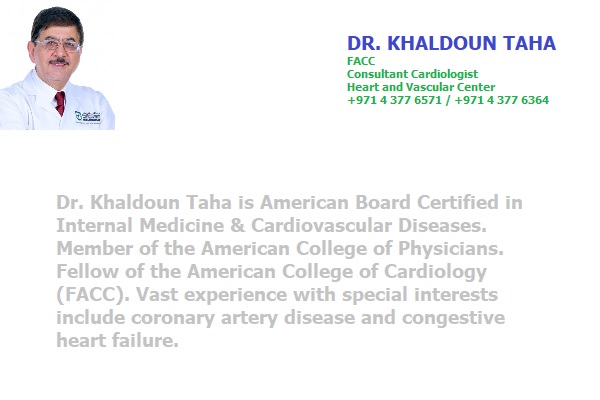 DR. KHALDOUN TAHA
FACC
Consultant Cardiologist
Heart and Vascular Center
+971 4 377 6571 / +971 4 377 6364
Dr. Khaldoun Taha is American Board Certified in
Internal Medicine & Cardiovascular Diseases.
Member of the American College of Physicians.
Fellow of the American College of Cardiology
(FACC). Vast experience with special interests
include coronary artery disease and congestive
heart failure.